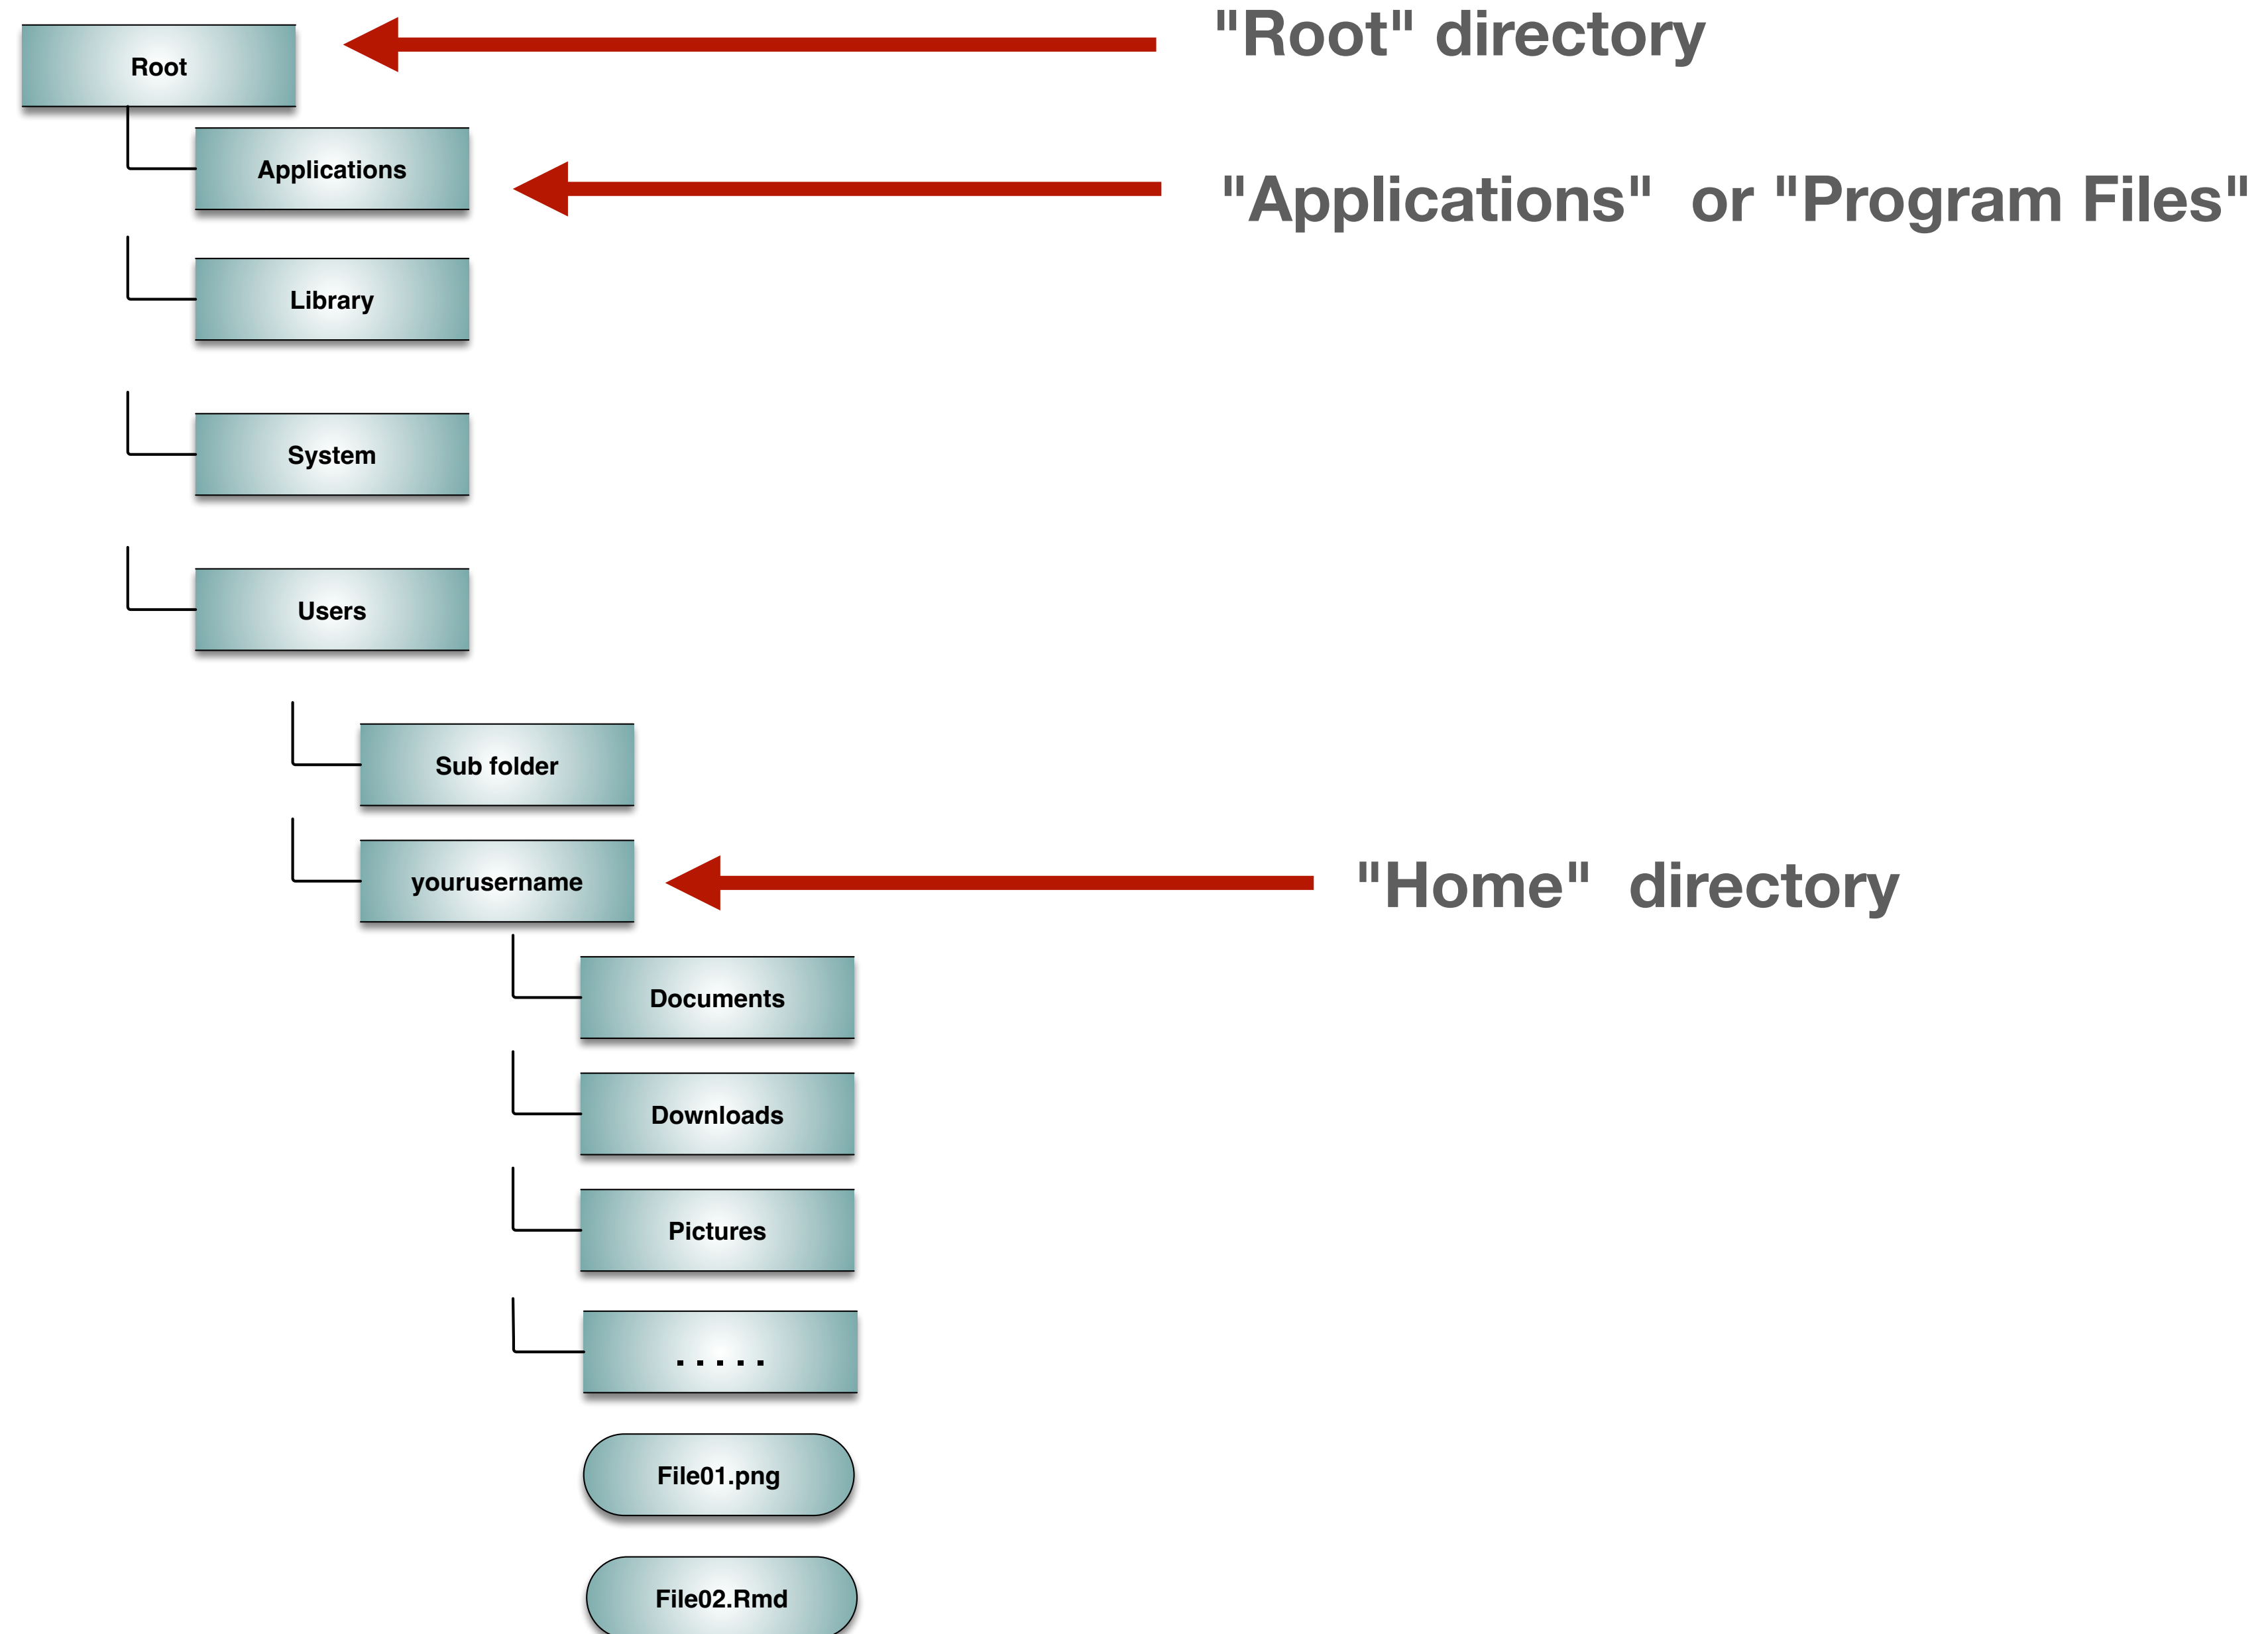 Root
"Root" directory
Applications
"Applications" or "Program Files"
Library
System
Users
Sub folder
yourusername
"Home" directory
Documents
Downloads
Pictures
.....
File01.png
File02.Rmd